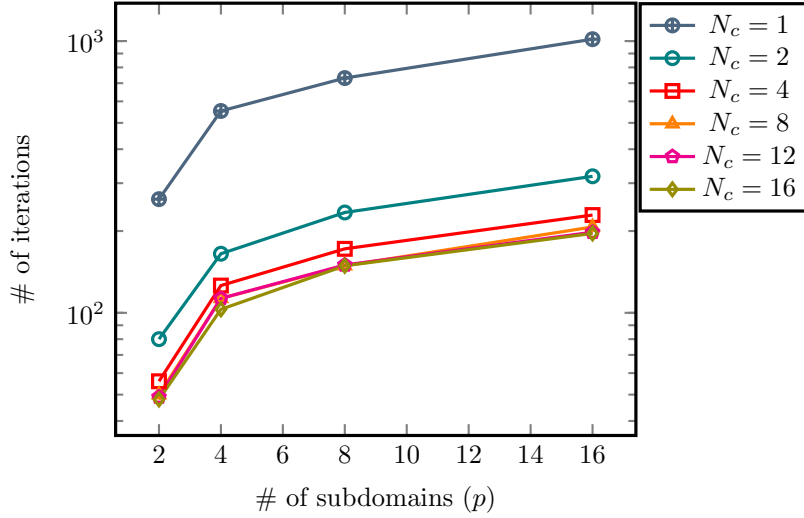 10^3
10^2
# of iterations
2 4 6 8 10 12 14 16
# of subdomains (p)
N_c = 1
N_c = 2
N_c = 4
N_c = 8
N_c = 12
N_c = 16